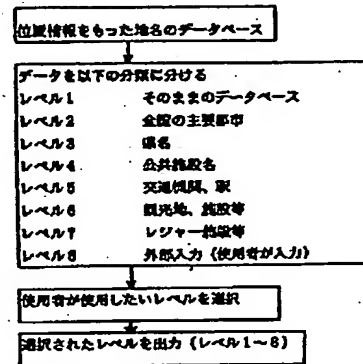 位置情報をもった地名のデータベース
データを以下の分類に分ける
レベル1 そのままのデータベース
レベル2 全国の主要都市
レベル3 県名
レベル4 公共施設名
レベル5 交通機関、駅
レベル6 観光地、施設等
レベル7 レジャー施設等
レベル8 外部入力（使用者が入力）
使用者が使用したいレベルを選択
選択されたレベルを出力（レベル1～8）